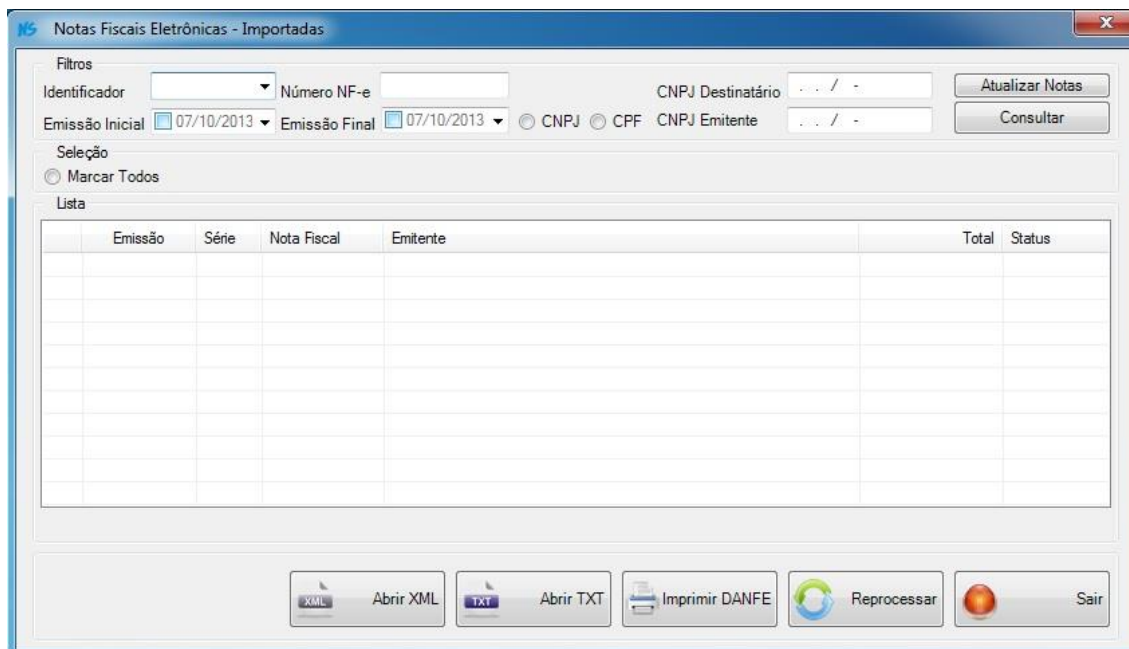 NS Notas Fiscais Eletrônicas - Importadas X
Filtros
Identificador Número NF-e CNPJ Destinatário . . / - Atualizar Notas
Emissão Inicial 07/10/2013 Emissão Final 07/10/2013 CNPJ CPF CNPJ Emitente . . / - Consultar
Seleção
Marcar Todos
Lista
Emissão Série Nota Fiscal Emitente Total Status
XML Abrir XML TXT Abrir TXT Imprimir DANFE Reprocessar Sair